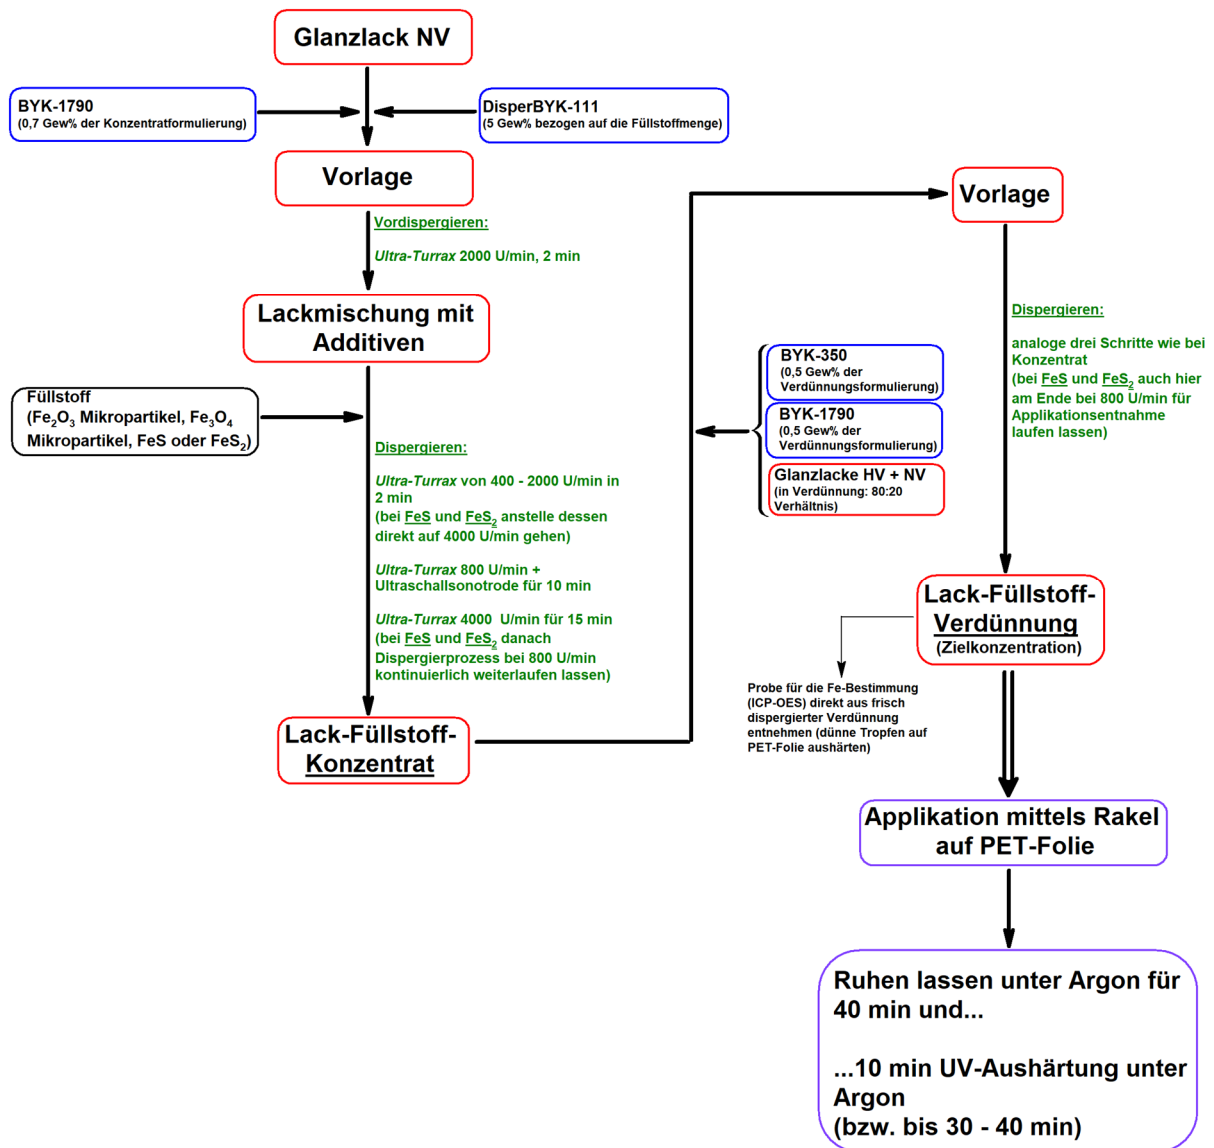 Glanzlack NV
BYK-1790
(0,7 Gew% der Konzentratformulierung)
DisperBYK-111
(5 Gew% bezogen auf die Füllstoffmenge)
Vorlage
Vordispergieren:
Ultra-Turrax 2000 U/min, 2 min
Lackmischung mit
Additiven
Füllstoff
(Fe2O3 Mikropartikel, Fe3O4
Mikropartikel, FeS oder FeS2)
Dispergieren:
Ultra-Turrax von 400 - 2000 U/min in
2 min
(bei FeS und FeS2 anstelle dessen
direkt auf 4000 U/min gehen)
Ultra-Turrax 800 U/min +
Ultraschallsonotrode für 10 min
Ultra-Turrax 4000 U/min für 15 min
(bei FeS und FeS2 danach
Dispergierprozess bei 800 U/min
kontinuierlich weiterlaufen lassen)
Lack-Füllstoff-
Konzentrat
BYK-350
(0,5 Gew% der
Verdünnungsformulierung)
BYK-1790
(0,5 Gew% der
Verdünnungsformulierung)
Glanzlacke HV + NV
(in Verdünnung: 80:20
Verhältnis)
Vorlage
Dispergieren:
analoge drei Schritte wie bei
Konzentrat
(bei FeS und FeS2 auch hier
am Ende bei 800 U/min für
Applikationsentnahme
laufen lassen)
Lack-Füllstoff-
Verdünnung
(Zielkonzentration)
Probe für die Fe-Bestimmung
(ICP-OES) direkt aus frisch
dispergierter Verdünnung
entnehmen (dünne Tropfen auf
PET-Folie aushärten)
Applikation mittels Rakel
auf PET-Folie
Ruhen lassen unter Argon für
40 min und...
...10 min UV-Aushärtung unter
Argon
(bzw. bis 30 - 40 min)